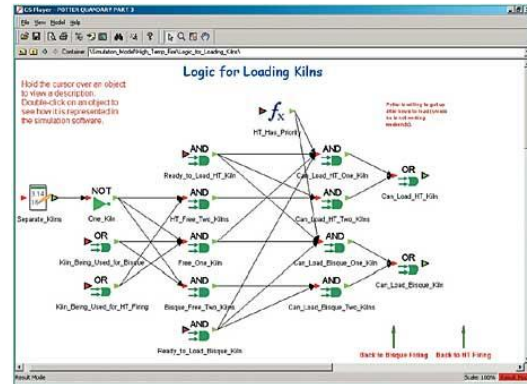 GS Player - POTTER QUANDARY PART 3
File View Model Help
Container \Simulation_Model\High_Temp_Fire\Logic_for_Loading_Kilns\
Logic for Loading Kilns
Hold the cursor over an object
to view a description.
Double-click on an object to
see how it is represented
in the simulation software.
fx
HT_Has_Priority
AND
Ready_to_Load_HT_Kiln
AND
Can_Load_HT_One_Kiln
OR
Can_Load_HT_Kiln
3.14
Separate_Kilns
NOT
One_Kiln
AND
HT_Free_Two_Kilns
AND
Can_Load_HT_Two_Kilns
OR
Kiln_Being_Used_for_Bisque
AND
Free_One_Kiln
AND
Can_Load_Bisque_One_Kiln
OR
Can_Load_Bisque_Kiln
OR
Kiln_Being_Used_for_HT_Firing
AND
Bisque_Free_Two_Kilns
AND
Can_Load_Bisque_Two_Kilns
AND
Ready_to_Load_Bisque_Kiln
Back to Bisque Firing
Back to HT Firing
Result Mode
Scale: 100%